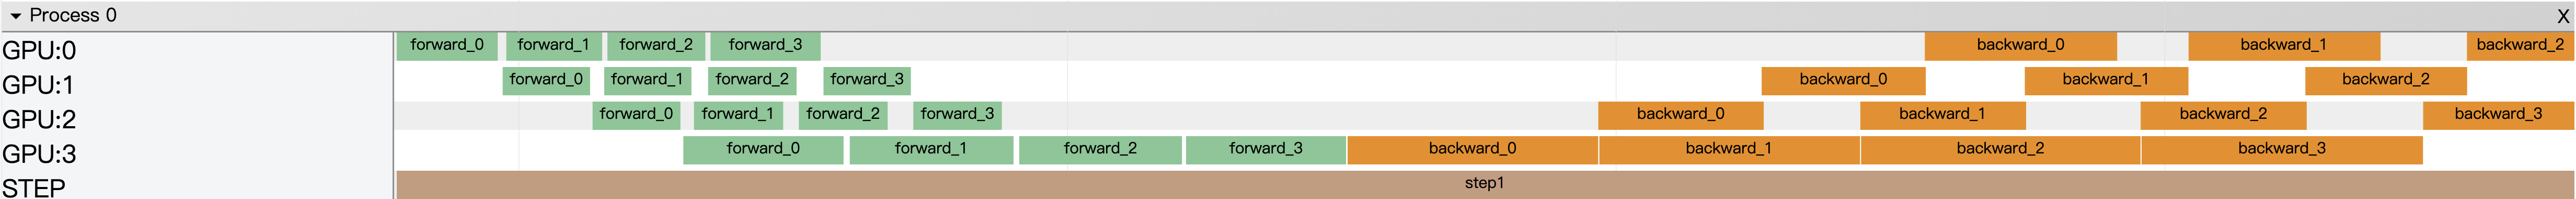 Process 0 X
GPU:0 forward_0 forward_1 forward_2 forward_3 backward_0 backward_1 backward_2
GPU:1 forward_0 forward_1 forward_2 forward_3 backward_0 backward_1 backward_2
GPU:2 forward_0 forward_1 forward_2 forward_3 backward_0 backward_1 backward_2 backward_3
GPU:3 forward_0 forward_1 forward_2 forward_3 backward_0 backward_1 backward_2 backward_3
STEP step1